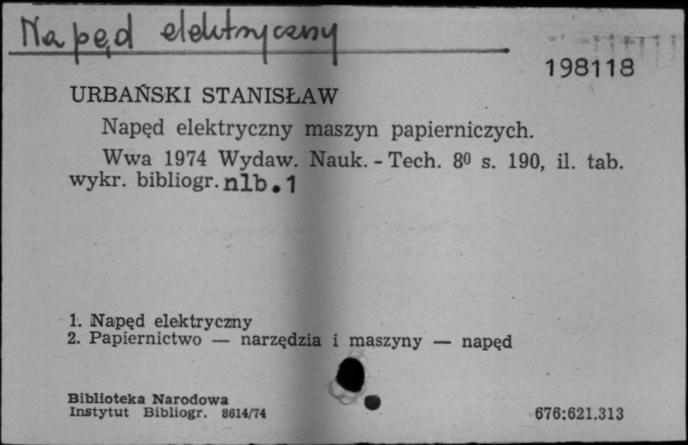 Napęd elektryczny
198118
URBAŃSKI STANISŁAW
Napęd elektryczny maszyn papierniczych.
Wwa 1974 Wydaw. Nauk. - Tech. 8⁰ s. 190, il. tab.
wykr. bibliogr. nlb. 1
1. Napęd elektryczny
2. Papiernictwo — narzędzia i maszyny — napęd
Biblioteka Narodowa
Instytut Bibliogr. 8614/74
676:621.313